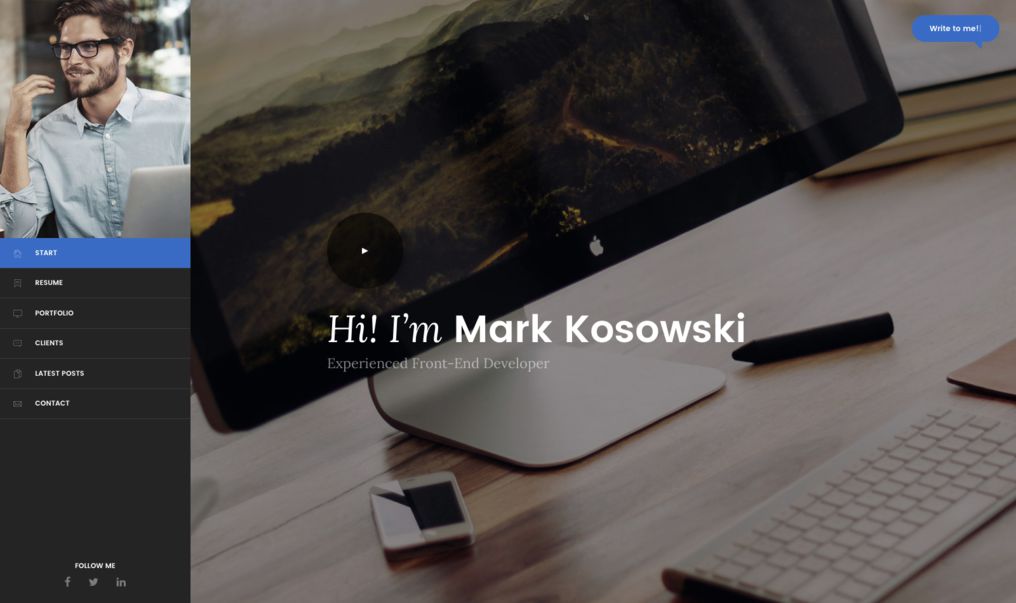 START
RESUME
PORTFOLIO
CLIENTS
LATEST POSTS
CONTACT
FOLLOW ME
Write to me!
Hi! I’m Mark Kosowski
Experienced Front-End Developer